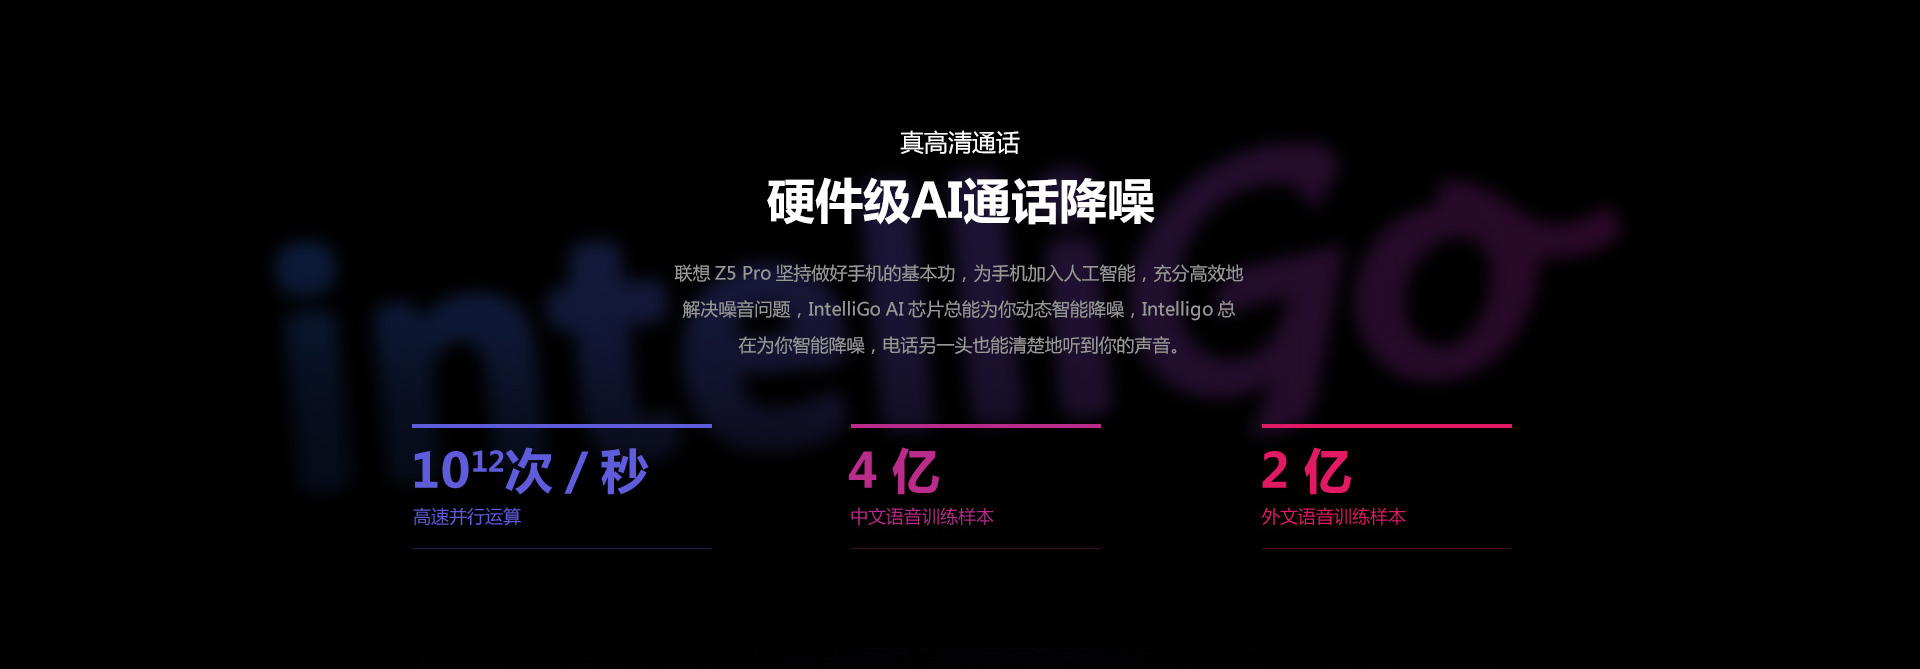 真高清通话
硬件级AI通话降噪
联想 Z5 Pro 坚持做好手机的基本功，为手机加入人工智能，充分高效地
解决噪音问题，IntelliGo AI 芯片总能为你动态智能降噪，Intelligo 总
在为你智能降噪，电话另一头也能清楚地听到你的声音。
intelliGo
10¹²次 / 秒
高速并行运算
4 亿
中文语音训练样本
2 亿
外文语音训练样本